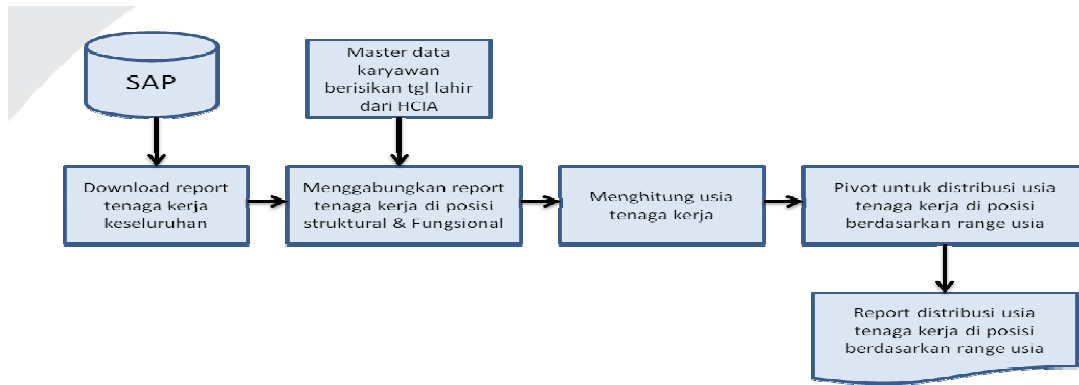 SAP
Master data
karyawan
berisikan tgl lahir
dari HCIA
Download report
tenaga kerja
keseluruhan
Menggabungkan report
tenaga kerja di posisi
struktural & Fungsional
Menghitung usia
tenaga kerja
Pivot untuk distribusi usia
tenaga kerja di posisi
berdasarkan range usia
Report distribusi usia
tenaga kerja di posisi
berdasarkan range usia